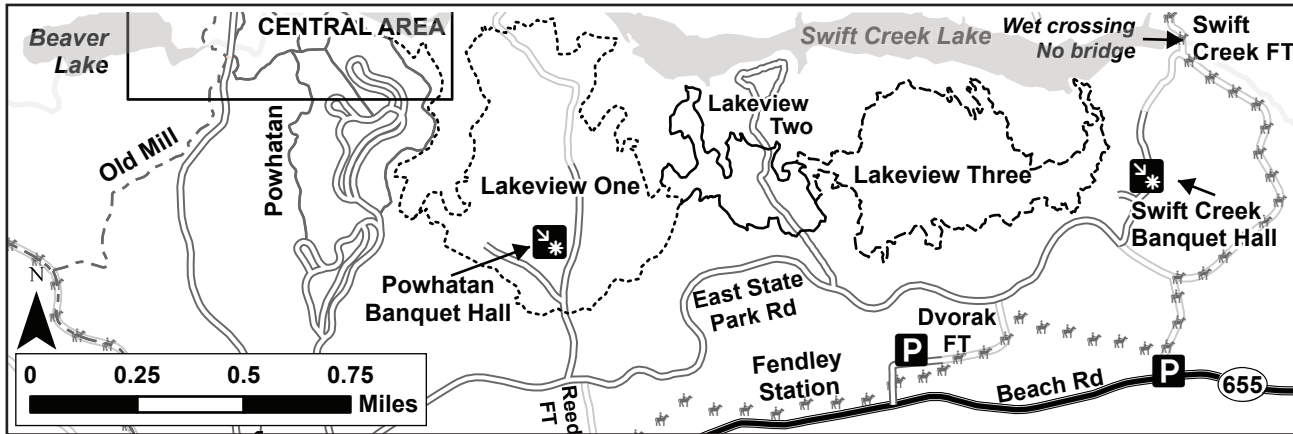 CENTRAL AREA
Beaver
Lake
Swift Creek Lake
Wet crossing
No bridge
Swift
Creek FT
Old Mill
Powhatan
Lakeview
Two
Lakeview One
Lakeview Three
Swift Creek
Banquet Hall
Powhatan
Banquet Hall
East State
Park Rd
Dvorak
FT
N
P
Fendley
Station
Beach Rd
P
655
Reed
FT
0 0.25 0.5 0.75
Miles